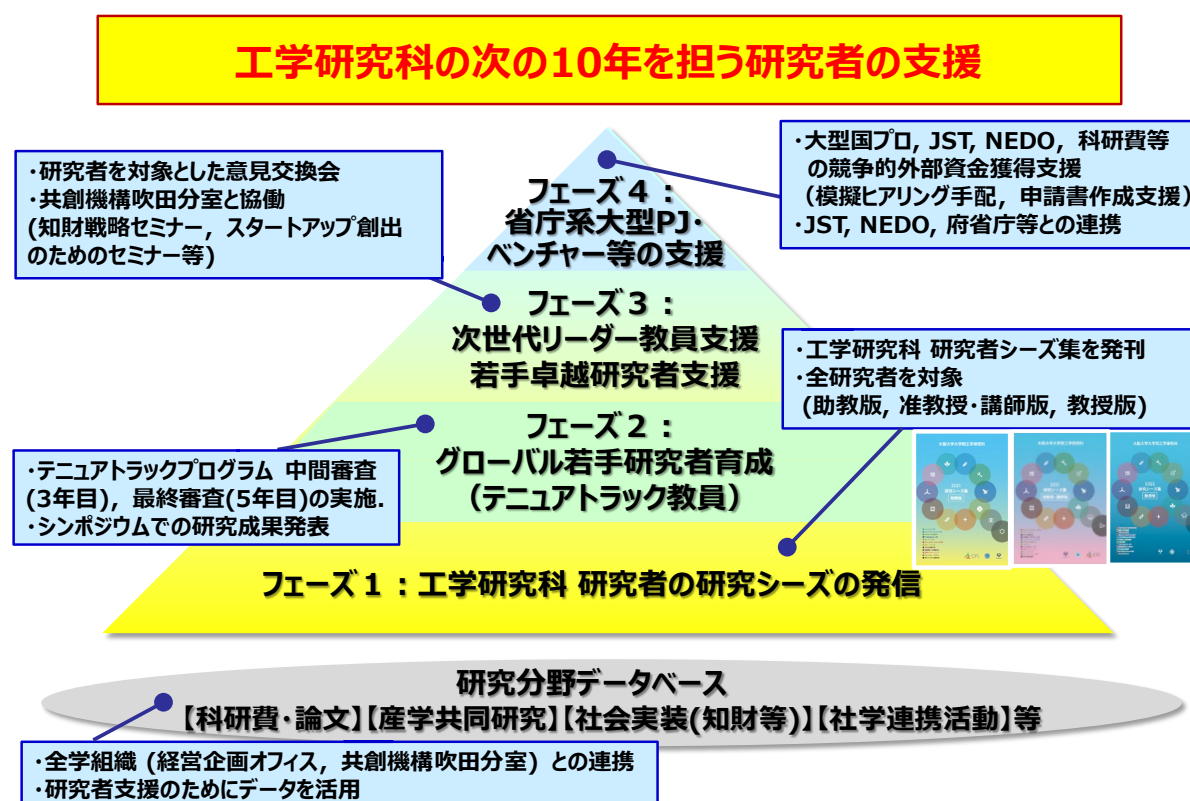 工学研究科の次の10年を担う研究者の支援
・研究者を対象とした意見交換会
・共創機構吹田分室と協働
(知財戦略セミナー，スタートアップ創出
のためのセミナー等)
・大型国プロ, JST, NEDO，科研費等
の競争的外部資金獲得支援
（模擬ヒアリング手配，申請書作成支援）
・JST, NEDO, 府省庁等との連携
フェーズ４：
省庁系大型PJ・
ベンチャー等の支援
フェーズ３：
次世代リーダー教員支援
若手卓越研究者支援
・工学研究科 研究者シーズ集を発刊
・全研究者を対象
(助教版, 准教授・講師版, 教授版)
フェーズ２：
グローバル若手研究者育成
（テニュアトラック教員）
・テニュアトラックプログラム 中間審査
(3年目)，最終審査(5年目)の実施.
・シンポジウムでの研究成果発表
フェーズ１：工学研究科 研究者の研究シーズの発信
研究分野データベース
【科研費・論文】【産学共同研究】【社会実装(知財等)】【社学連携活動】等
・全学組織 (経営企画オフィス，共創機構吹田分室) との連携
・研究者支援のためにデータを活用